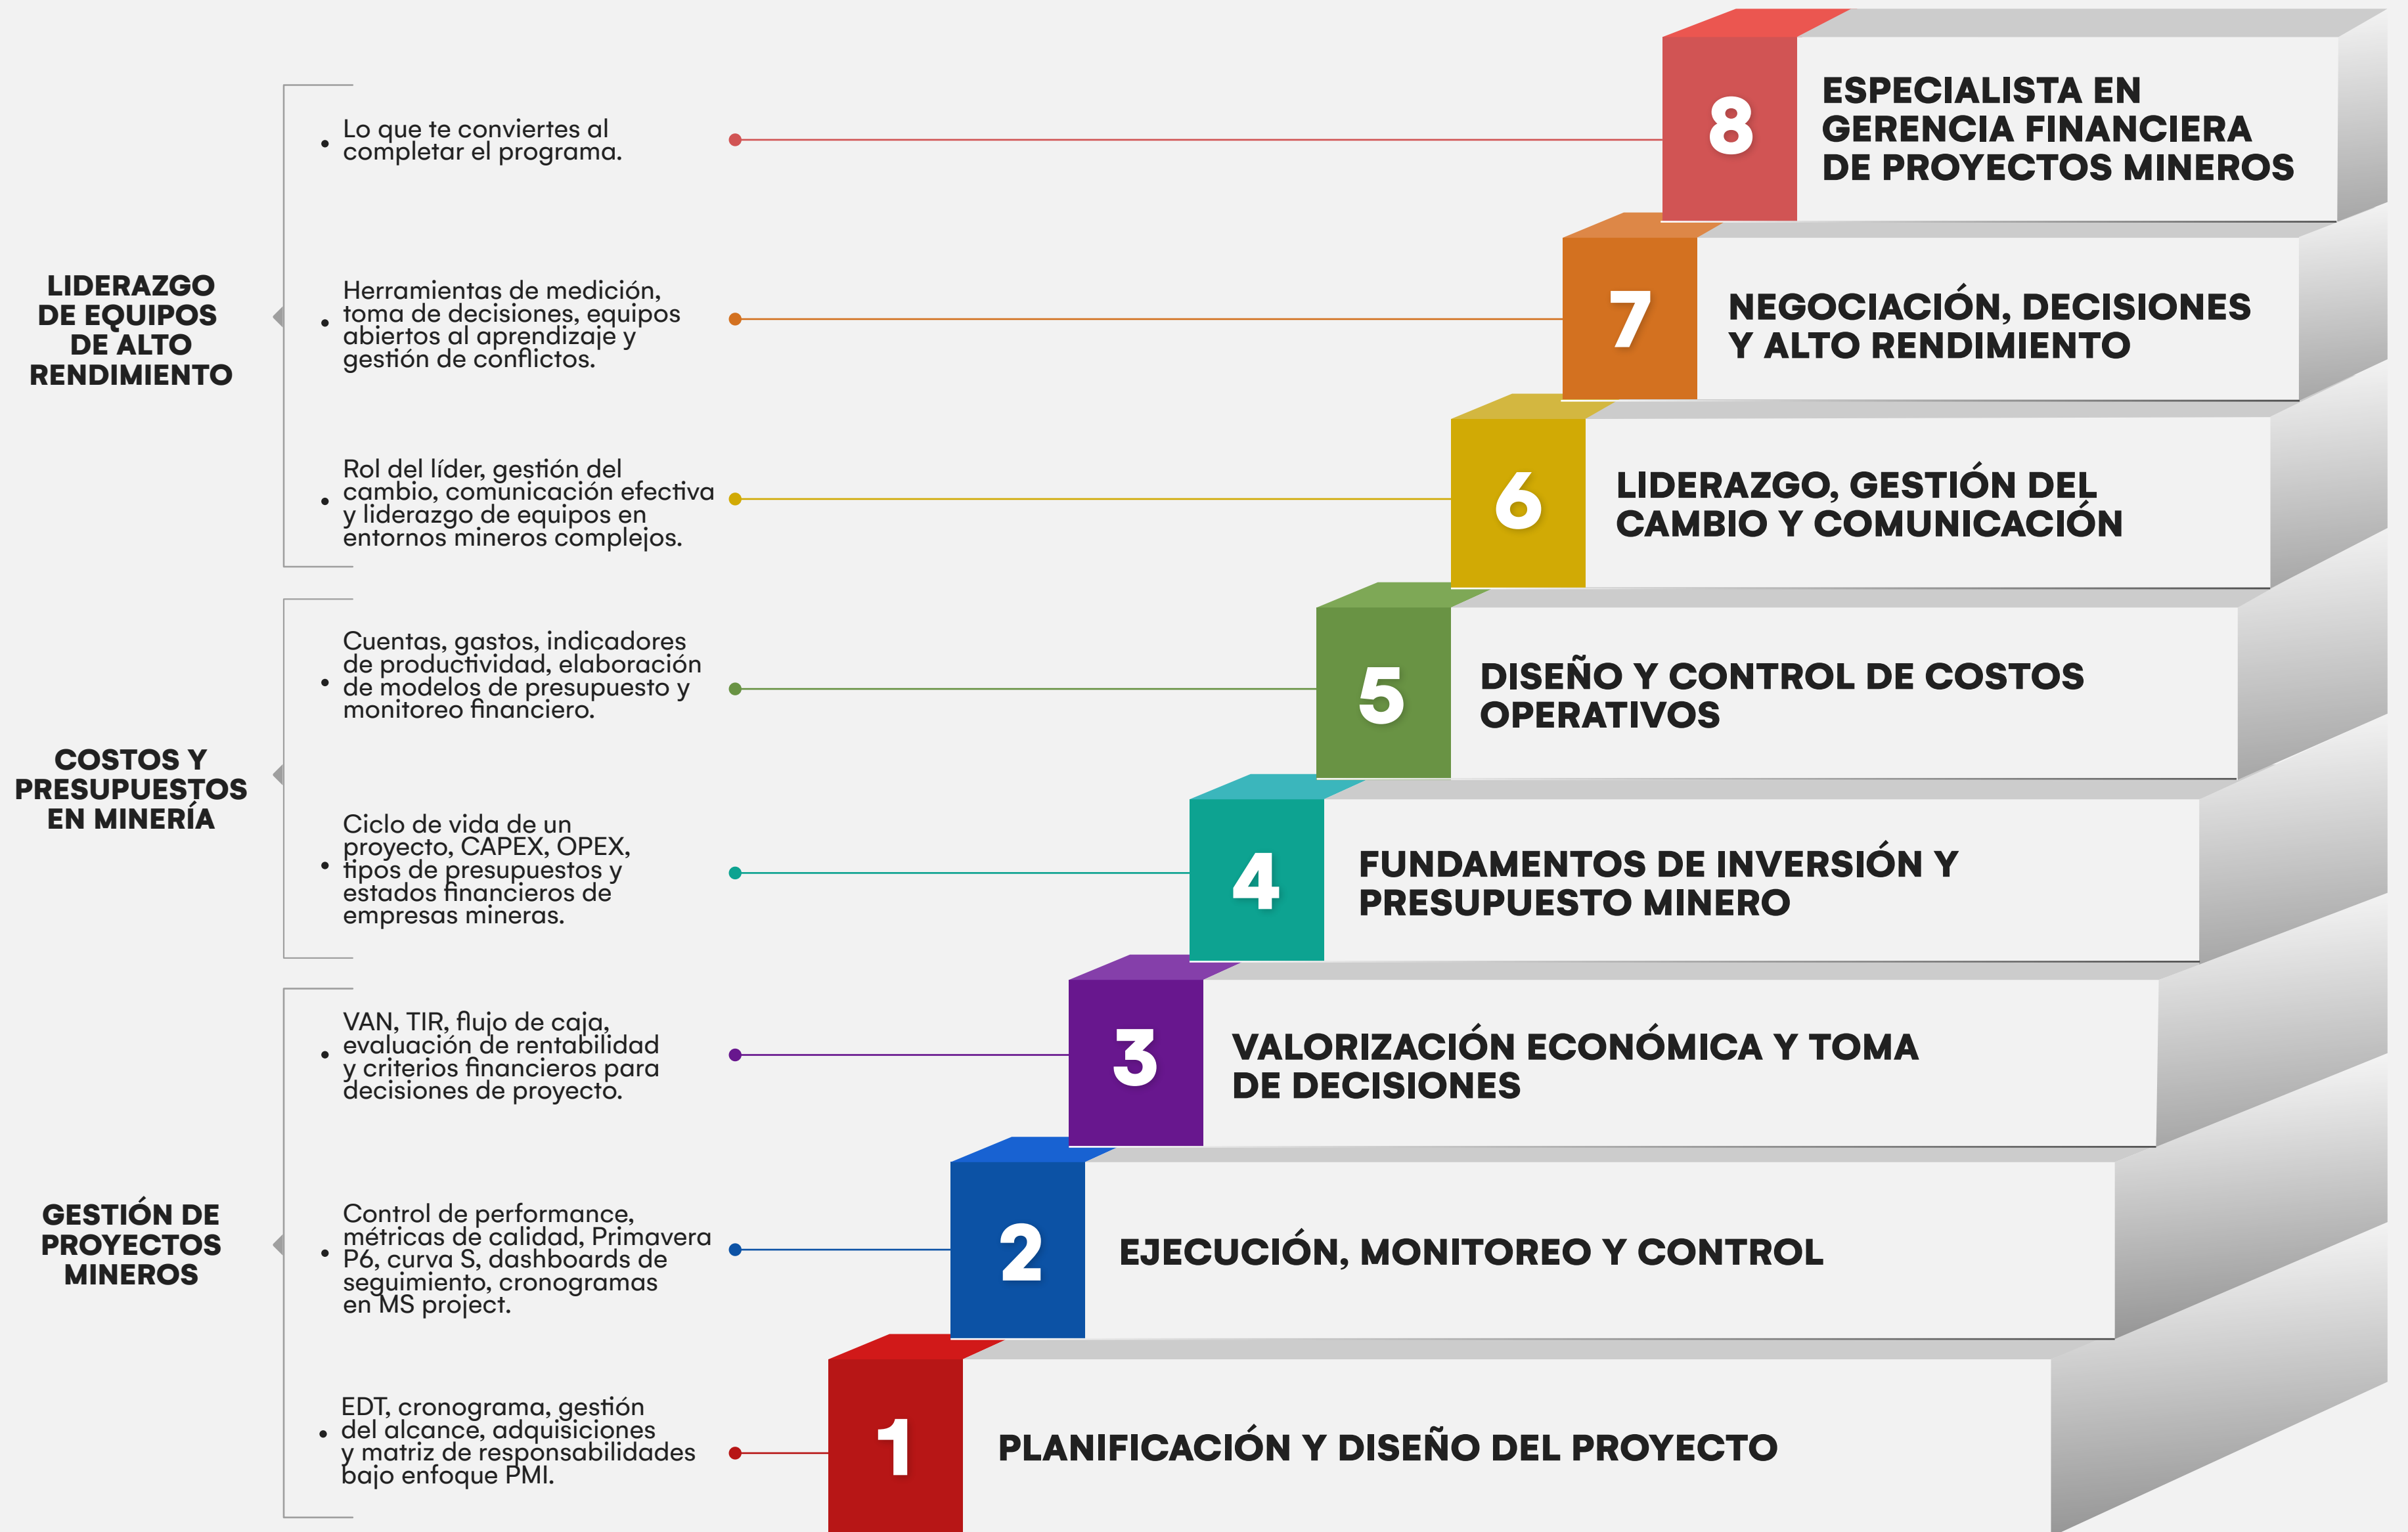 LIDERAZGO
DE EQUIPOS
DE ALTO
RENDIMIENTO
• Lo que te conviertes al
completar el programa.
8
ESPECIALISTA EN
GERENCIA FINANCIERA
DE PROYECTOS MINEROS
• Herramientas de medición,
toma de decisiones, equipos
abiertos al aprendizaje y
gestión de conflictos.
7
NEGOCIACIÓN, DECISIONES
Y ALTO RENDIMIENTO
• Rol del líder, gestión del
cambio, comunicación efectiva
y liderazgo de equipos en
entornos mineros complejos.
6
LIDERAZGO, GESTIÓN DEL
CAMBIO Y COMUNICACIÓN
COSTOS Y
PRESUPUESTOS
EN MINERÍA
• Cuentas, gastos, indicadores
de productividad, elaboración
de modelos de presupuesto y
monitoreo financiero.
5
DISEÑO Y CONTROL DE COSTOS
OPERATIVOS
• Ciclo de vida de un
proyecto, CAPEX, OPEX,
tipos de presupuestos y
estados financieros de
empresas mineras.
4
FUNDAMENTOS DE INVERSIÓN Y
PRESUPUESTO MINERO
GESTIÓN DE
PROYECTOS
MINEROS
• VAN, TIR, flujo de caja,
evaluación de rentabilidad
y criterios financieros para
decisiones de proyecto.
3
VALORIZACIÓN ECONÓMICA Y TOMA
DE DECISIONES
• Control de performance,
métricas de calidad, Primavera
P6, curva S, dashboards de
seguimiento, cronogramas
en MS project.
2
EJECUCIÓN, MONITOREO Y CONTROL
• EDT, cronograma, gestión
del alcance, adquisiciones
y matriz de responsabilidades
bajo enfoque PMI.
1
PLANIFICACIÓN Y DISEÑO DEL PROYECTO